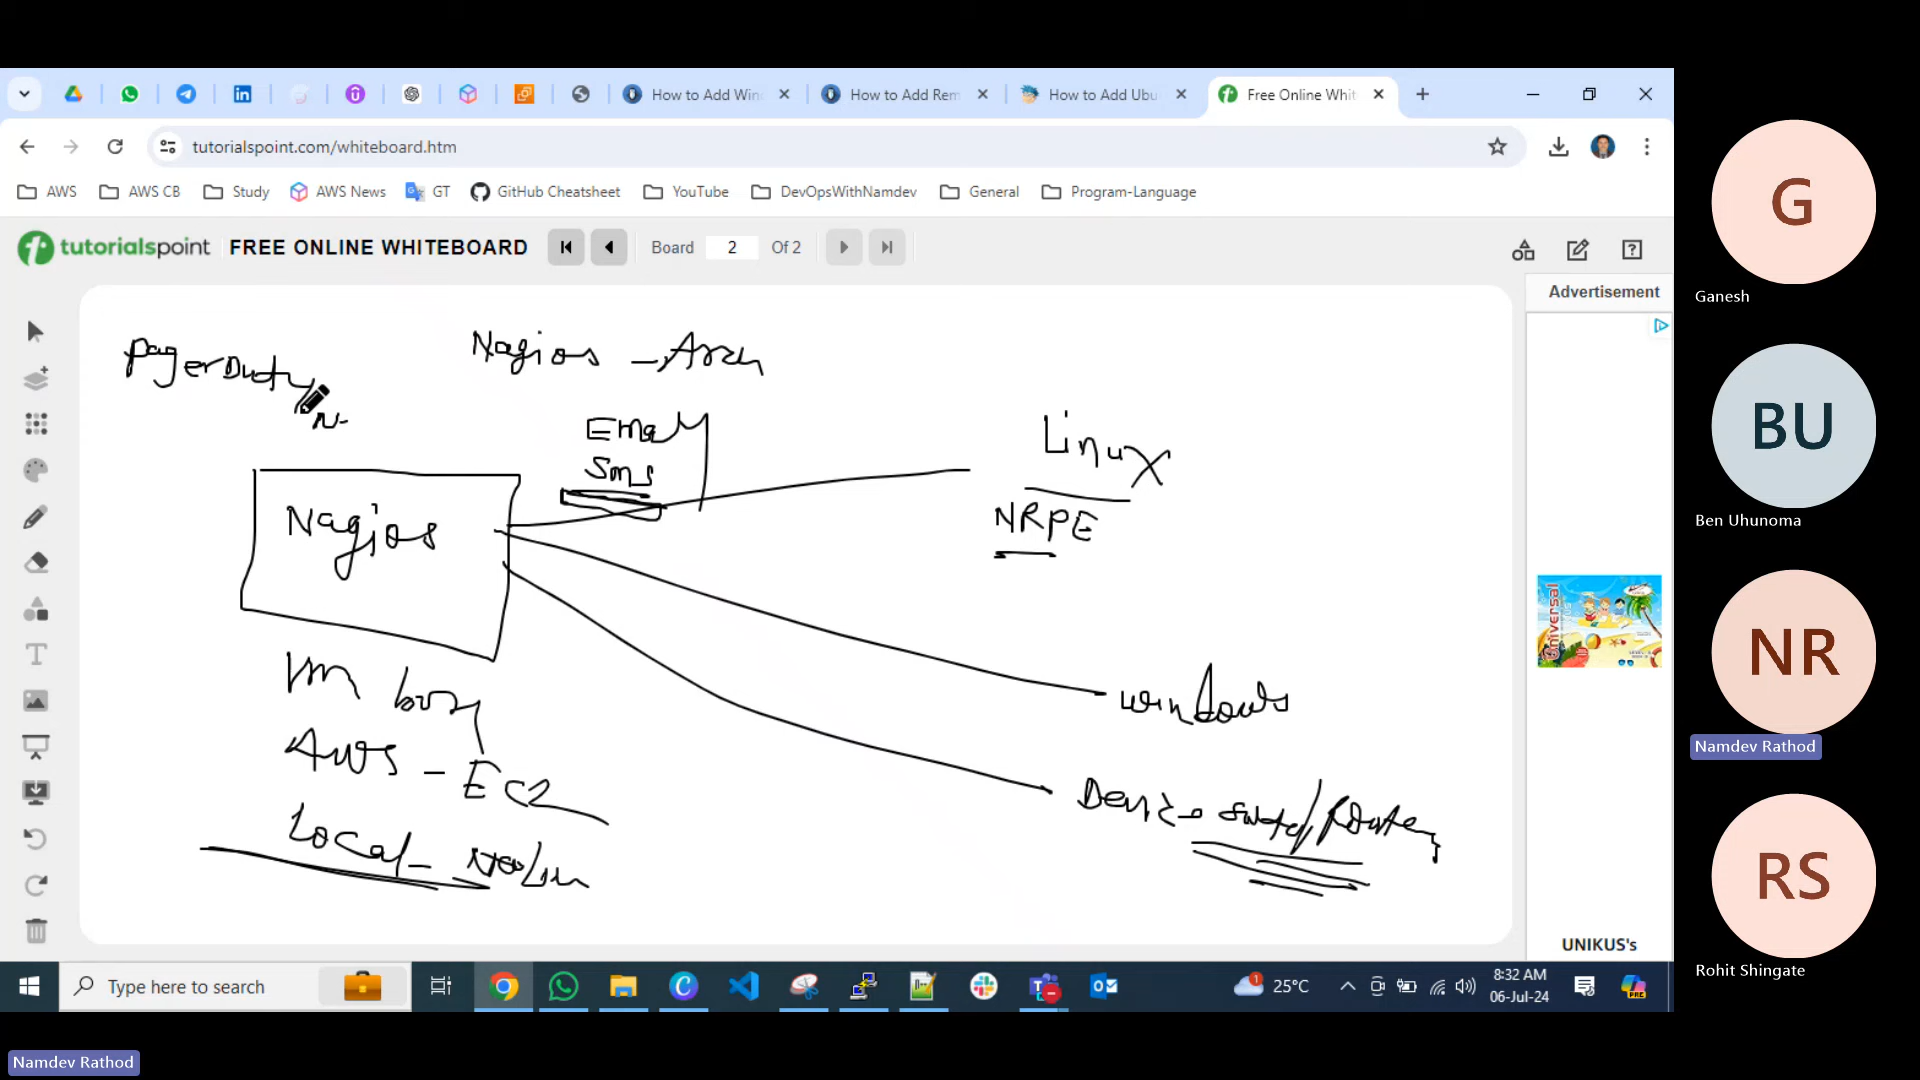 How to Add Win
How to Add Rem
How to Add Ubu
Free Online Whit
tutorialspoint.com/whiteboard.htm
AWS
AWS CB
Study
AWS News
GT
GitHub Cheatsheet
YouTube
DevOpsWithNamdev
General
Program-Language
tutorialspoint
FREE ONLINE WHITEBOARD
Board 2 Of 2
Advertisement
PagerDuty
Nagios - Arch
Email
Sms
Linux
NRPE
Nagios
Windows
VM
AWS - EC2
Local -
Universal
UNIKUS's
Type here to search
25°C
8:32 AM
06-Jul-24
G
Ganesh
BU
Ben Uhunoma
NR
Namdev Rathod
RS
Rohit Shingate
Namdev Rathod